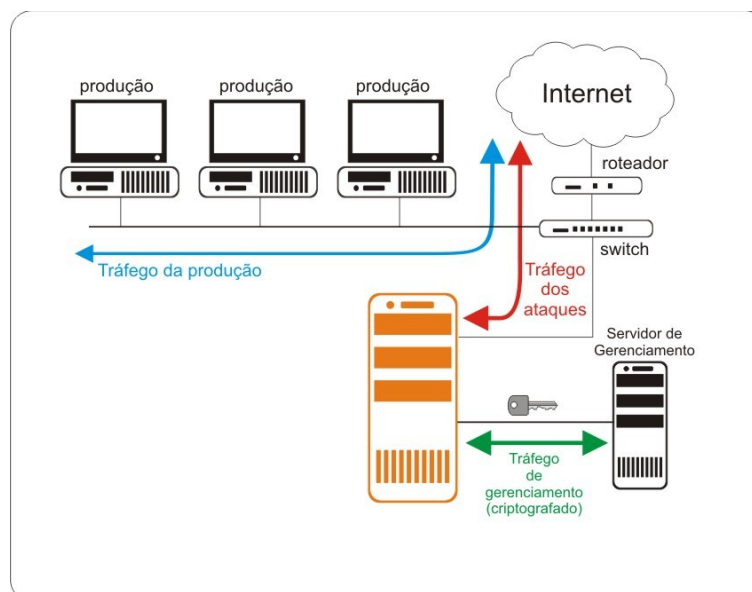 produção
produção
produção
Internet
roteador
switch
Tráfego da produção
Tráfego
dos
ataques
Servidor de
Gerenciamento
Tráfego
de
gerenciamento
(criptografado)